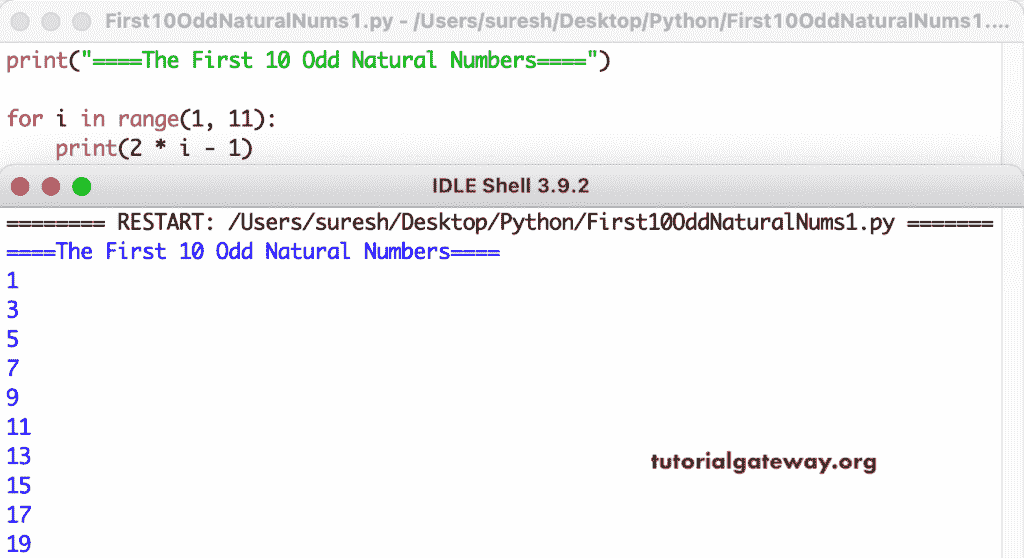 First10OddNaturalNums1.py - /Users/suresh/Desktop/Python/First10OddNaturalNums1....
print("====The First 10 Odd Natural Numbers====")
for i in range(1, 11):
    print(2 * i - 1)
IDLE Shell 3.9.2
======== RESTART: /Users/suresh/Desktop/Python/First10OddNaturalNums1.py =======
====The First 10 Odd Natural Numbers====
1
3
5
7
9
11
13
15
17
19
tutorialgateway.org